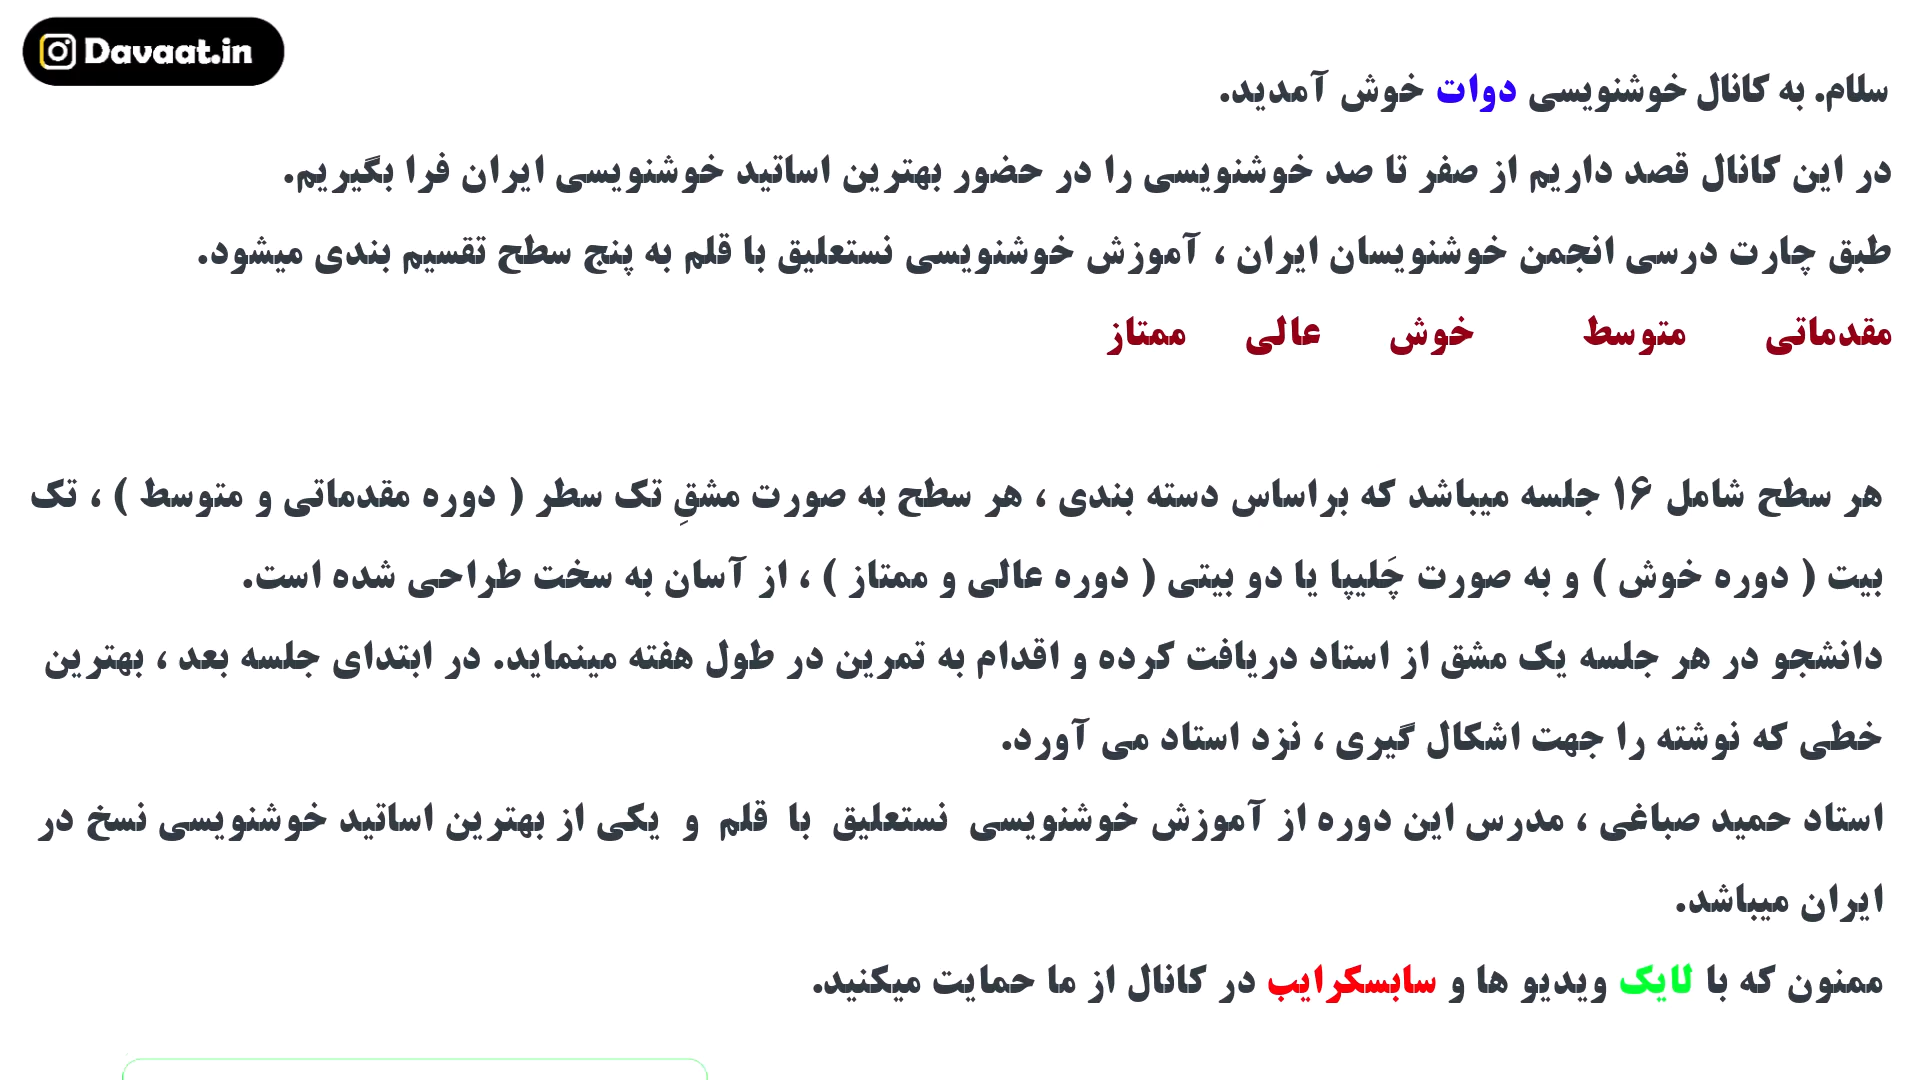 Davaat.in
سلام. به کانال خوشنویسی دوات خوش آمدید.
در این کانال قصد داریم از صفر تا صد خوشنویسی را در حضور بهترین اساتید خوشنویسی ایران فرا بگیریم.
طبق چارت درسی انجمن خوشنویسان ایران ، آموزش خوشنویسی نستعلیق با قلم به پنج سطح تقسیم بندی میشود.
مقدماتی متوسط خوش عالی ممتاز
هر سطح شامل ۱۶ جلسه میباشد که براساس دسته بندی ، هر سطح به صورت مشقِ تک سطر ( دوره مقدماتی و متوسط ) ، تک
بیت ( دوره خوش ) و به صورت چَلیپا یا دو بیتی ( دوره عالی و ممتاز ) ، از آسان به سخت طراحی شده است.
دانشجو در هر جلسه یک مشق از استاد دریافت کرده و اقدام به تمرین در طول هفته مینماید. در ابتدای جلسه بعد ، بهترین
خطی که نوشته را جهت اشکال گیری ، نزد استاد می آورد.
استاد حمید صباغی ، مدرس این دوره از آموزش خوشنویسی نستعلیق با قلم و یکی از بهترین اساتید خوشنویسی نسخ در
ایران میباشد.
ممنون که با لایک ویدیو ها و سابسکرایب در کانال از ما حمایت میکنید.